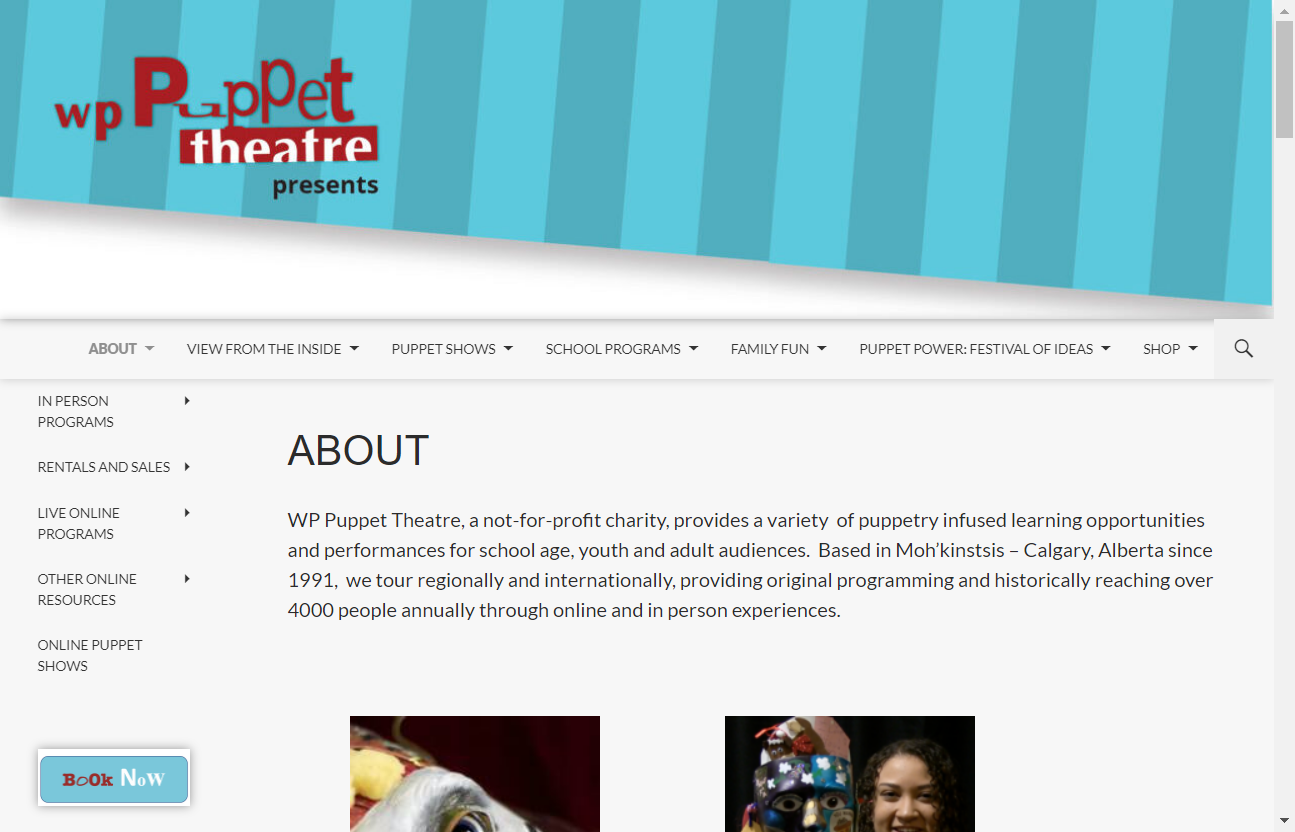 wp Puppet
theatre
presents
ABOUT VIEW FROM THE INSIDE PUPPET SHOWS SCHOOL PROGRAMS FAMILY FUN PUPPET POWER: FESTIVAL OF IDEAS SHOP
IN PERSON
PROGRAMS
RENTALS AND SALES
LIVE ONLINE
PROGRAMS
OTHER ONLINE
RESOURCES
ONLINE PUPPET
SHOWS
BOOk NoW
ABOUT
WP Puppet Theatre, a not-for-profit charity, provides a variety  of puppetry infused learning opportunities
and performances for school age, youth and adult audiences.  Based in Moh’kinstsis – Calgary, Alberta since
1991,  we tour regionally and internationally, providing original programming and historically reaching over
4000 people annually through online and in person experiences.